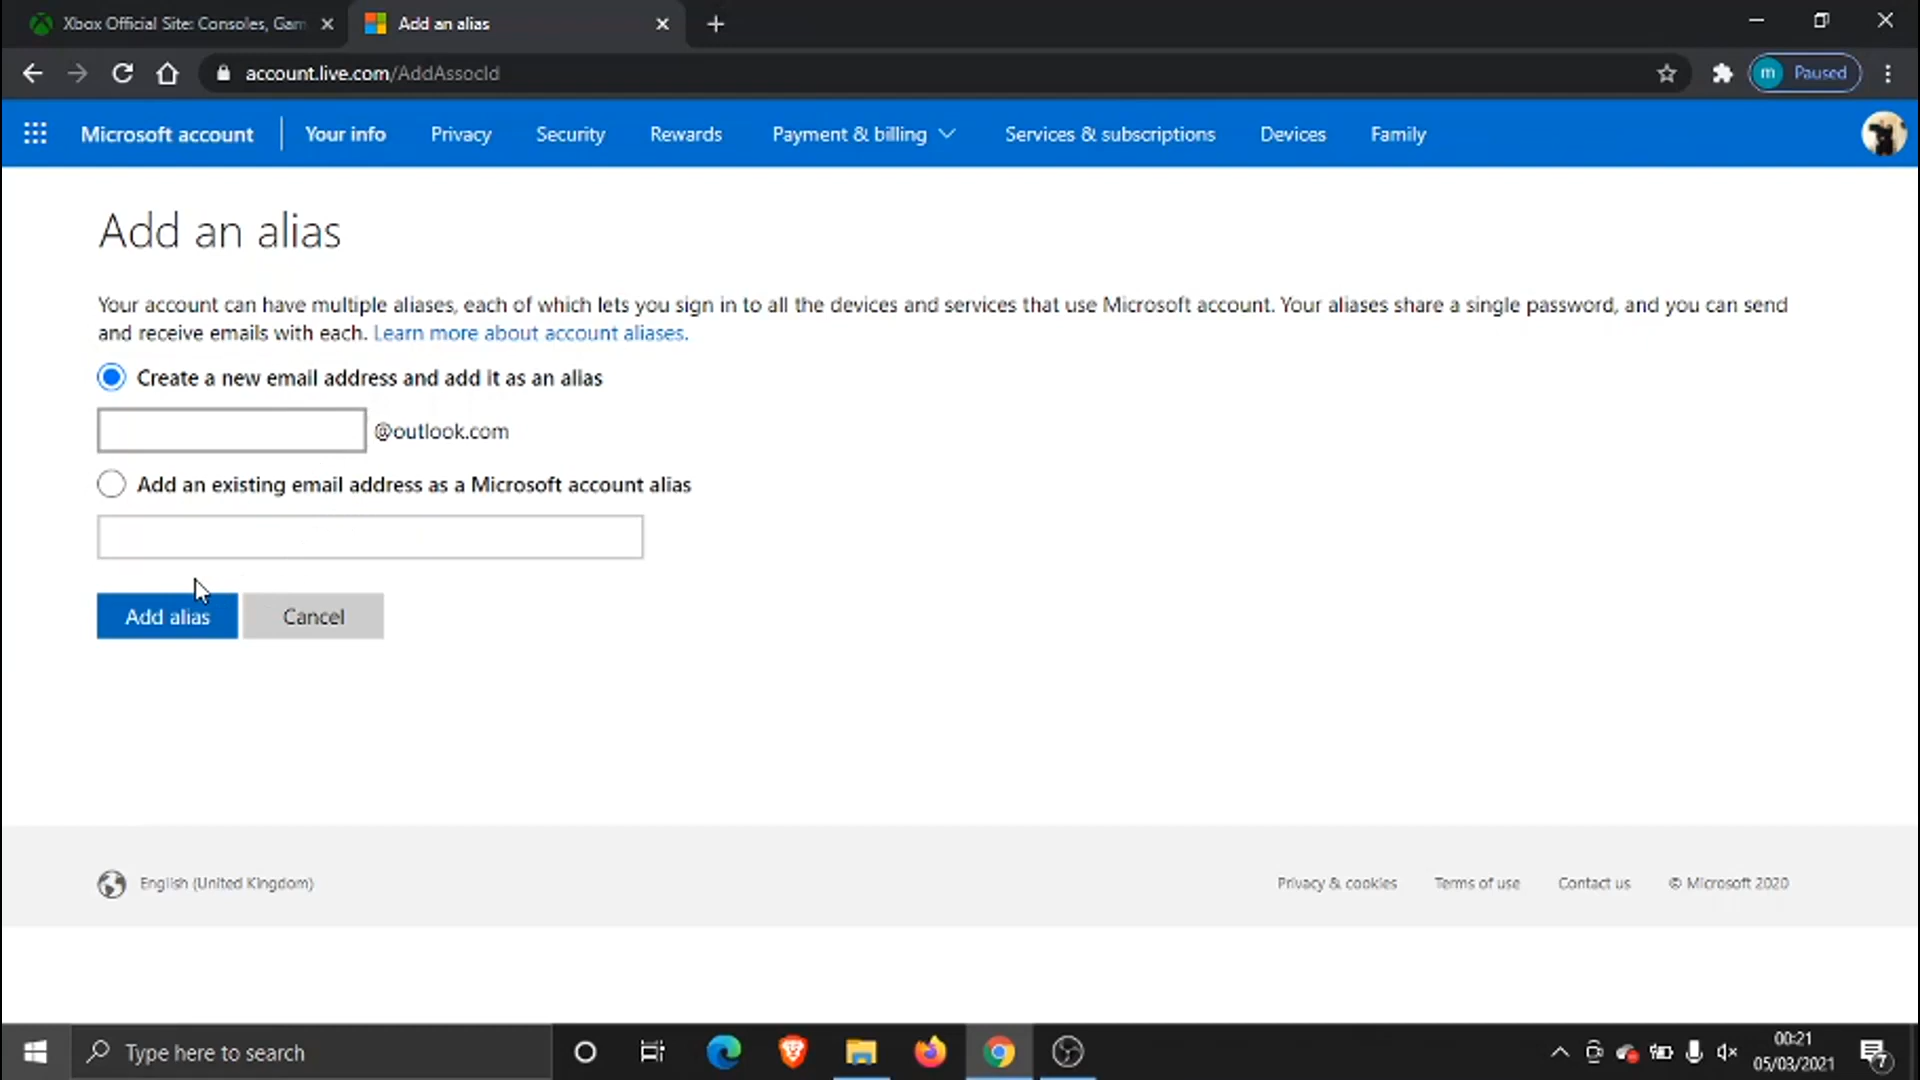 Xbox Official Site: Consoles, Gam
Add an alias
account.live.com/AddAssocId
m Paused
Microsoft account Your info Privacy Security Rewards Payment & billing Services & subscriptions Devices Family
Add an alias
Your account can have multiple aliases, each of which lets you sign in to all the devices and services that use Microsoft account. Your aliases share a single password, and you can send
and receive emails with each. Learn more about account aliases.
Create a new email address and add it as an alias
@outlook.com
Add an existing email address as a Microsoft account alias
Add alias Cancel
English (United Kingdom) Privacy & cookies Terms of use Contact us © Microsoft 2020
Type here to search
00:21
05/03/2021
7